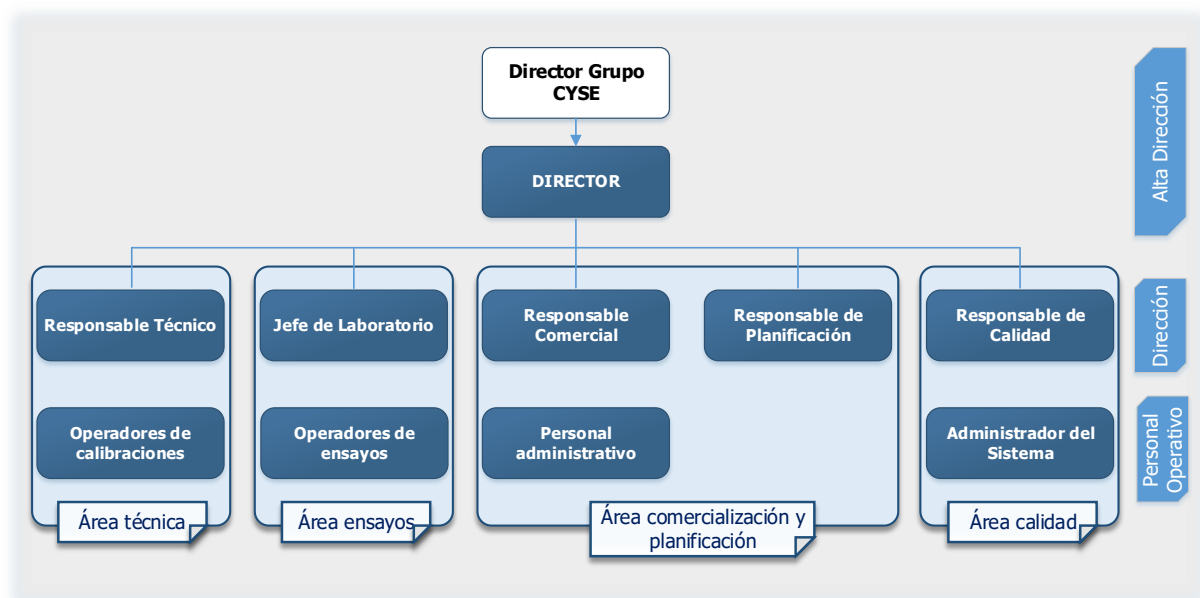 Director Grupo
CYSE
DIRECTOR
Alta Dirección
Responsable Técnico
Jefe de Laboratorio
Responsable
Comercial
Responsable de
Planificación
Responsable de
Calidad
Dirección
Operadores de
calibraciones
Operadores de
ensayos
Personal
administrativo
Administrador del
Sistema
Personal
Operativo
Área técnica
Área ensayos
Área comercialización y
planificación
Área calidad